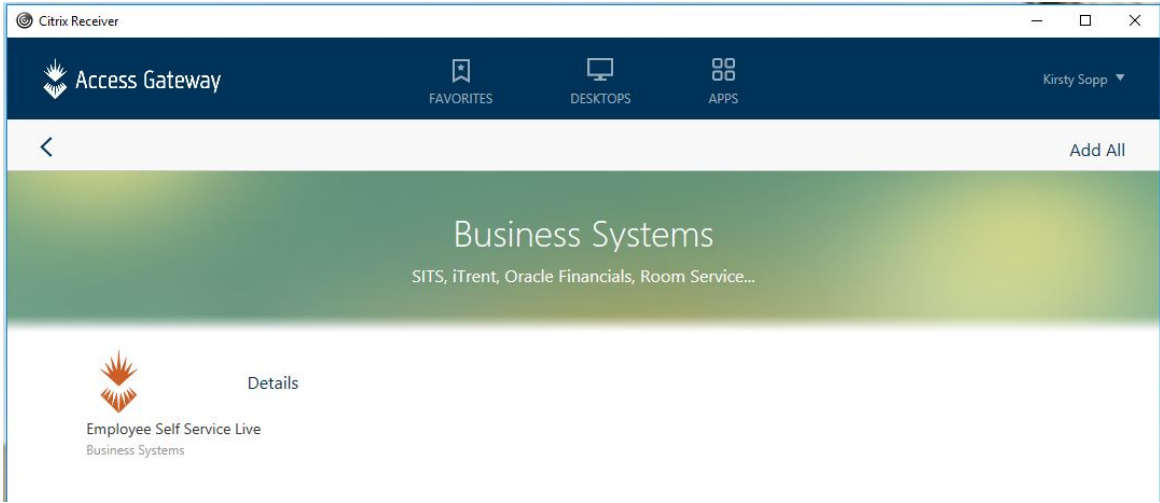 Citrix Receiver
Access Gateway
FAVORITES
DESKTOPS
APPS
Kirsty Sopp
Add All
Business Systems
SITS, iTrent, Oracle Financials, Room Service...
Details
Employee Self Service Live
Business Systems